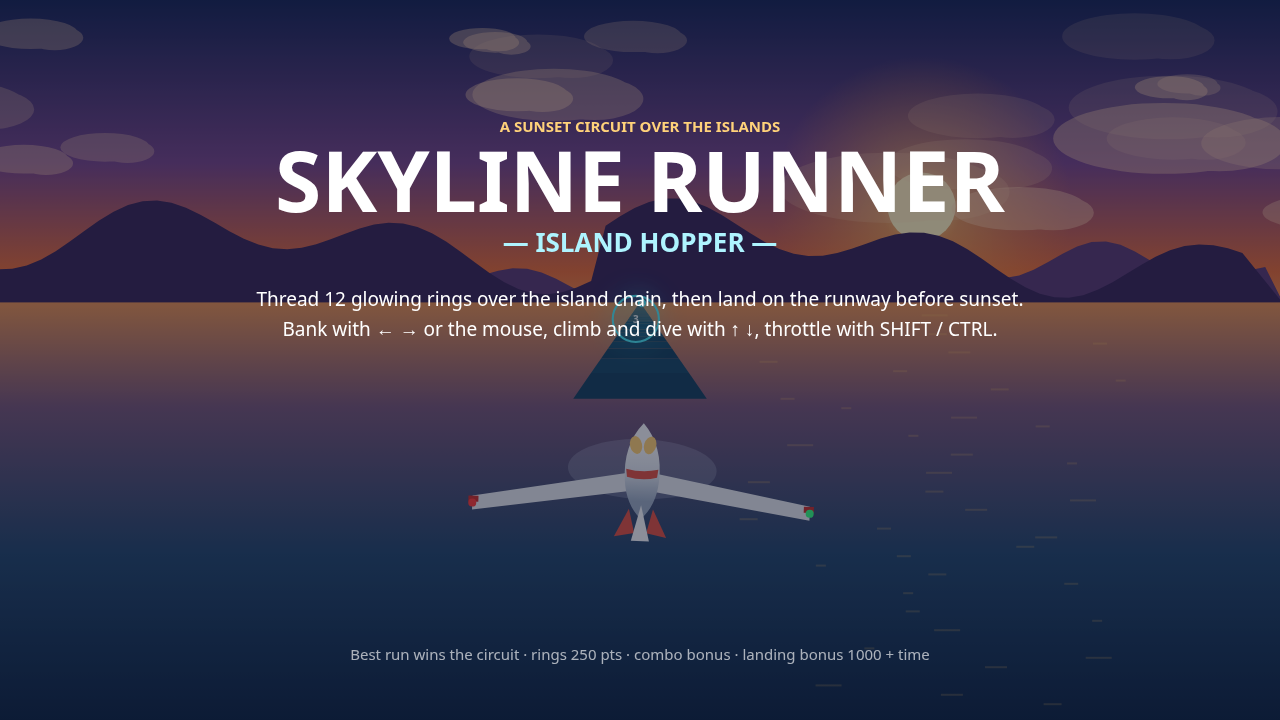 A SUNSET CIRCUIT OVER THE ISLANDS
SKYLINE RUNNER
— ISLAND HOPPER —
Thread 12 glowing rings over the island chain, then land on the runway before sunset.
3
Bank with ← → or the mouse, climb and dive with ↑ ↓, throttle with SHIFT / CTRL.
Best run wins the circuit · rings 250 pts · combo bonus · landing bonus 1000 + time